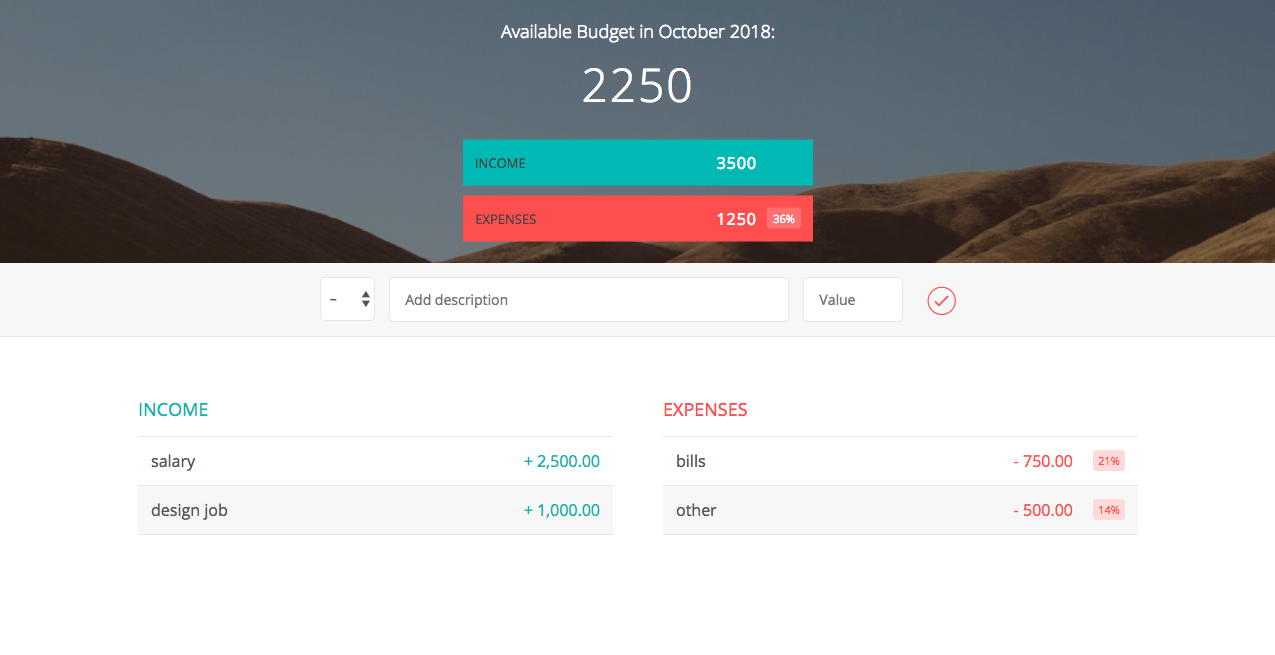 Available Budget in October 2018:
2250
INCOME 3500
EXPENSES 1250 36%
– Add description Value
INCOME
salary + 2,500.00
design job + 1,000.00
EXPENSES
bills - 750.00 21%
other - 500.00 14%